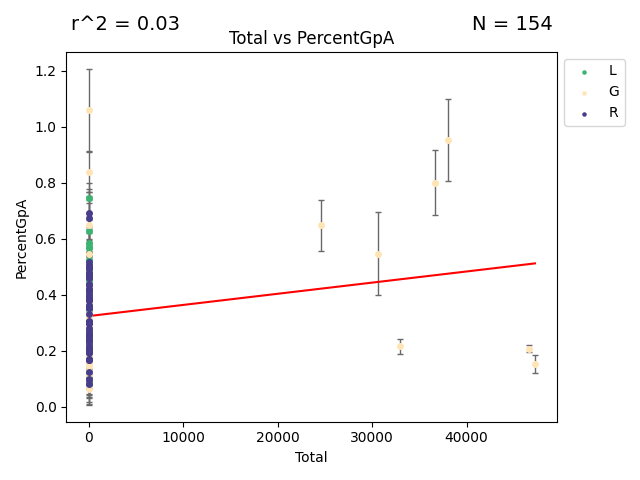 r^2 = 0.03
N = 154
Total vs PercentGpA
L
G
R
PercentGpA
1.2
1.0
0.8
0.6
0.4
0.2
0.0
0
10000
20000
30000
40000
Total